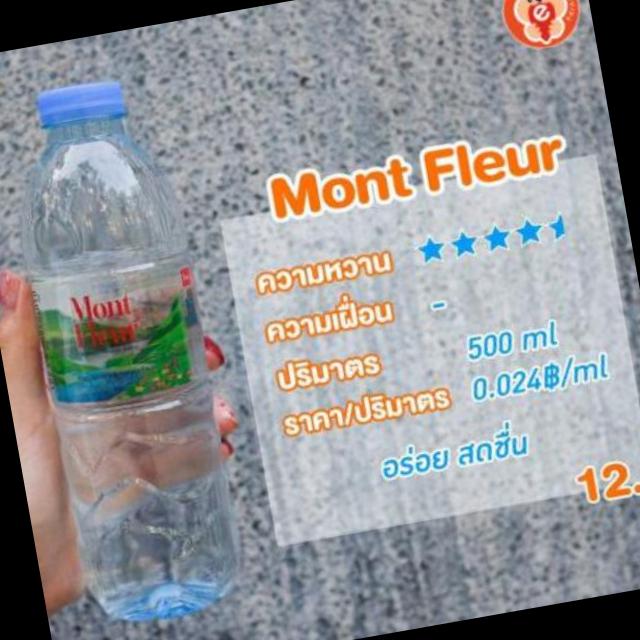 Mont Fleur
ความหวาน
ความเฝื่อน -
ปริมาตร 500 ml
ราคา/ปริมาตร 0.024฿/ml
อร่อย สดชื่น
12.
Mont
Fleur